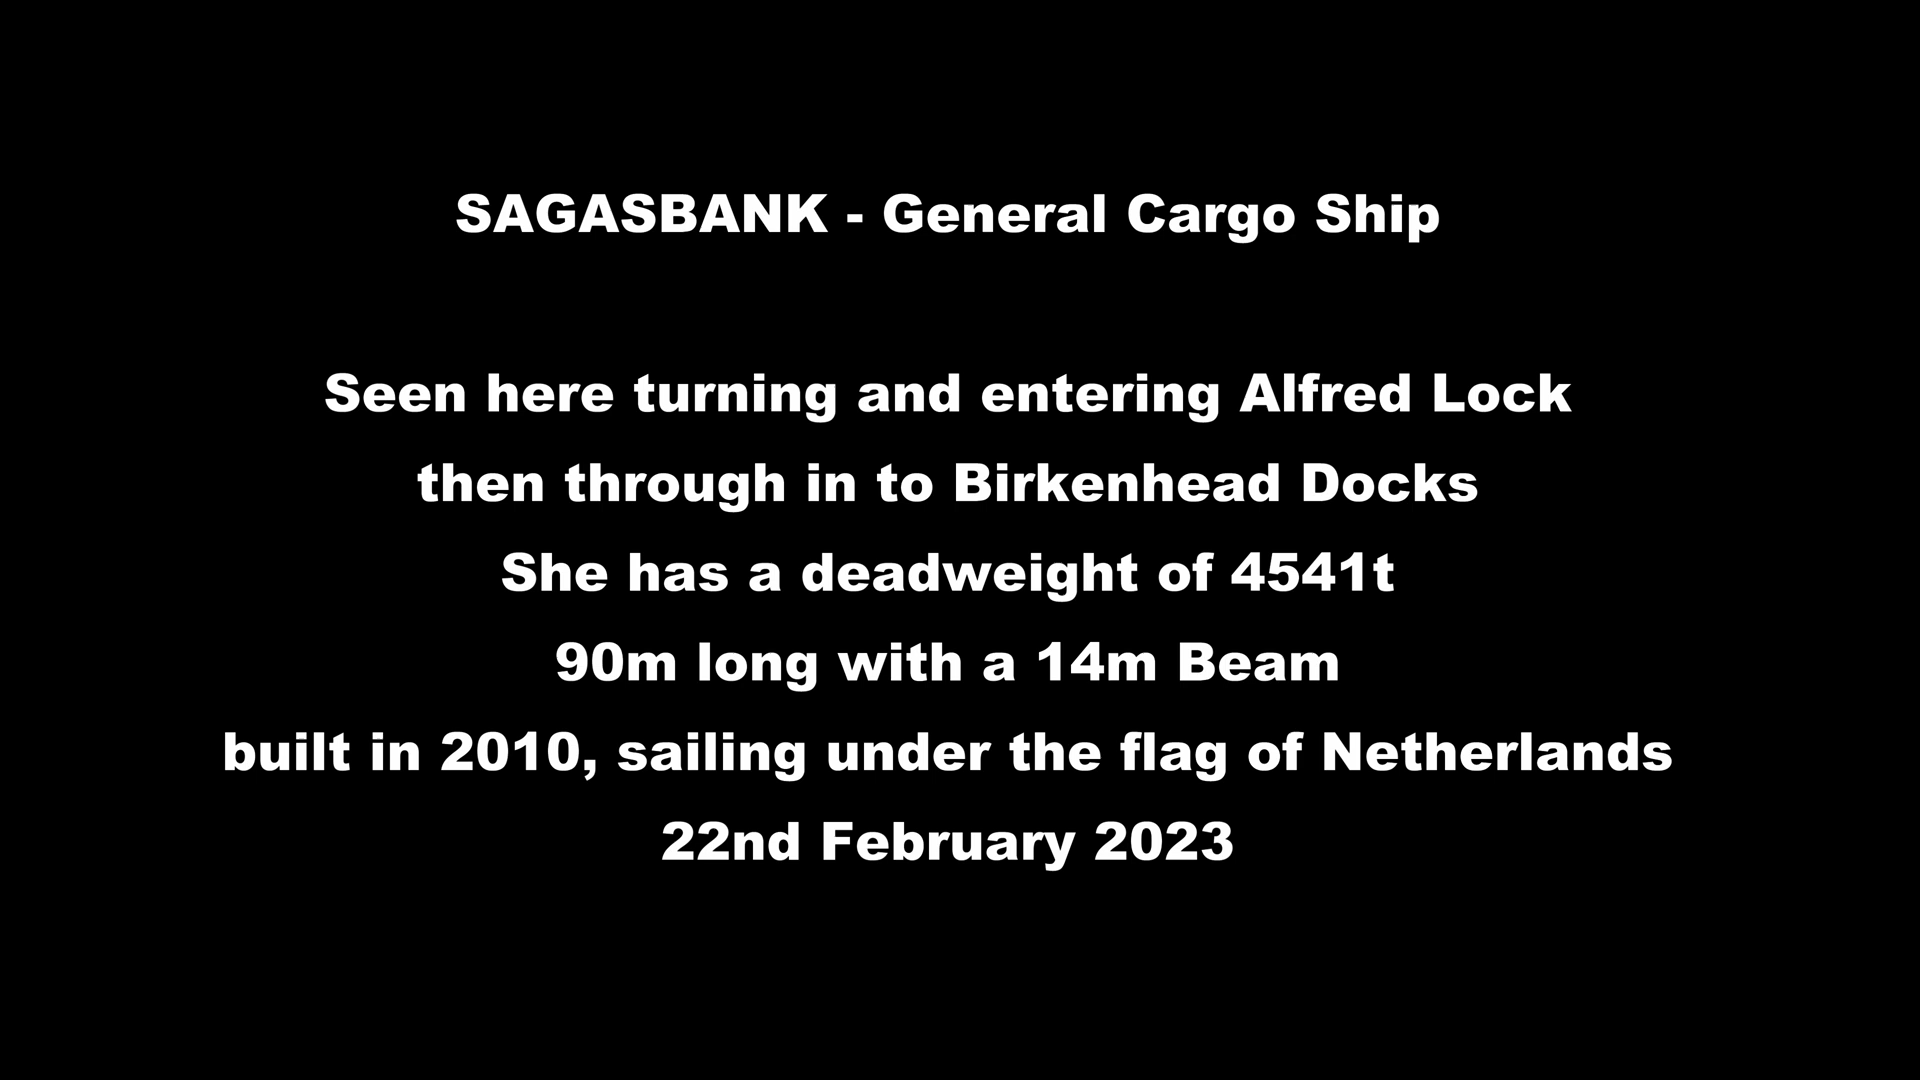 SAGASBANK - General Cargo Ship
Seen here turning and entering Alfred Lock
then through in to Birkenhead Docks
She has a deadweight of 4541t
90m long with a 14m Beam
built in 2010, sailing under the flag of Netherlands
22nd February 2023